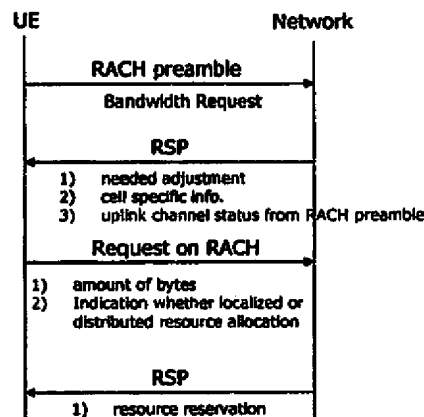 UE Network
RACH preamble
Bandwidth Request
RSP
1) needed adjustment
2) cell specific info.
3) uplink channel status from RACH preamble
Request on RACH
1) amount of bytes
2) Indication whether localized or
distributed resource allocation
RSP
1) resource reservation